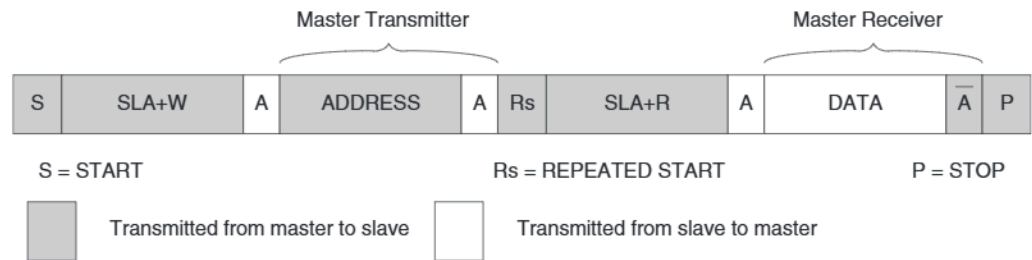 Master Transmitter Master Receiver
S SLA+W A ADDRESS A Rs SLA+R A DATA A̅ P
S = START Rs = REPEATED START P = STOP
Transmitted from master to slave Transmitted from slave to master